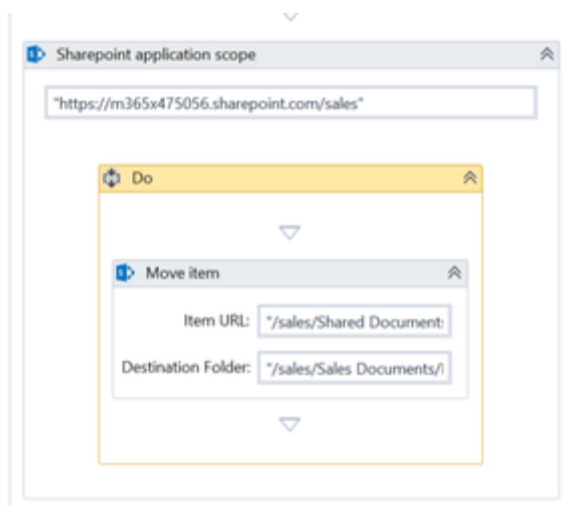 Sharepoint application scope
"https://m365x475056.sharepoint.com/sales"
Do
Move item
Item URL: "/sales/Shared Document
Destination Folder: "/sales/Sales Documents/